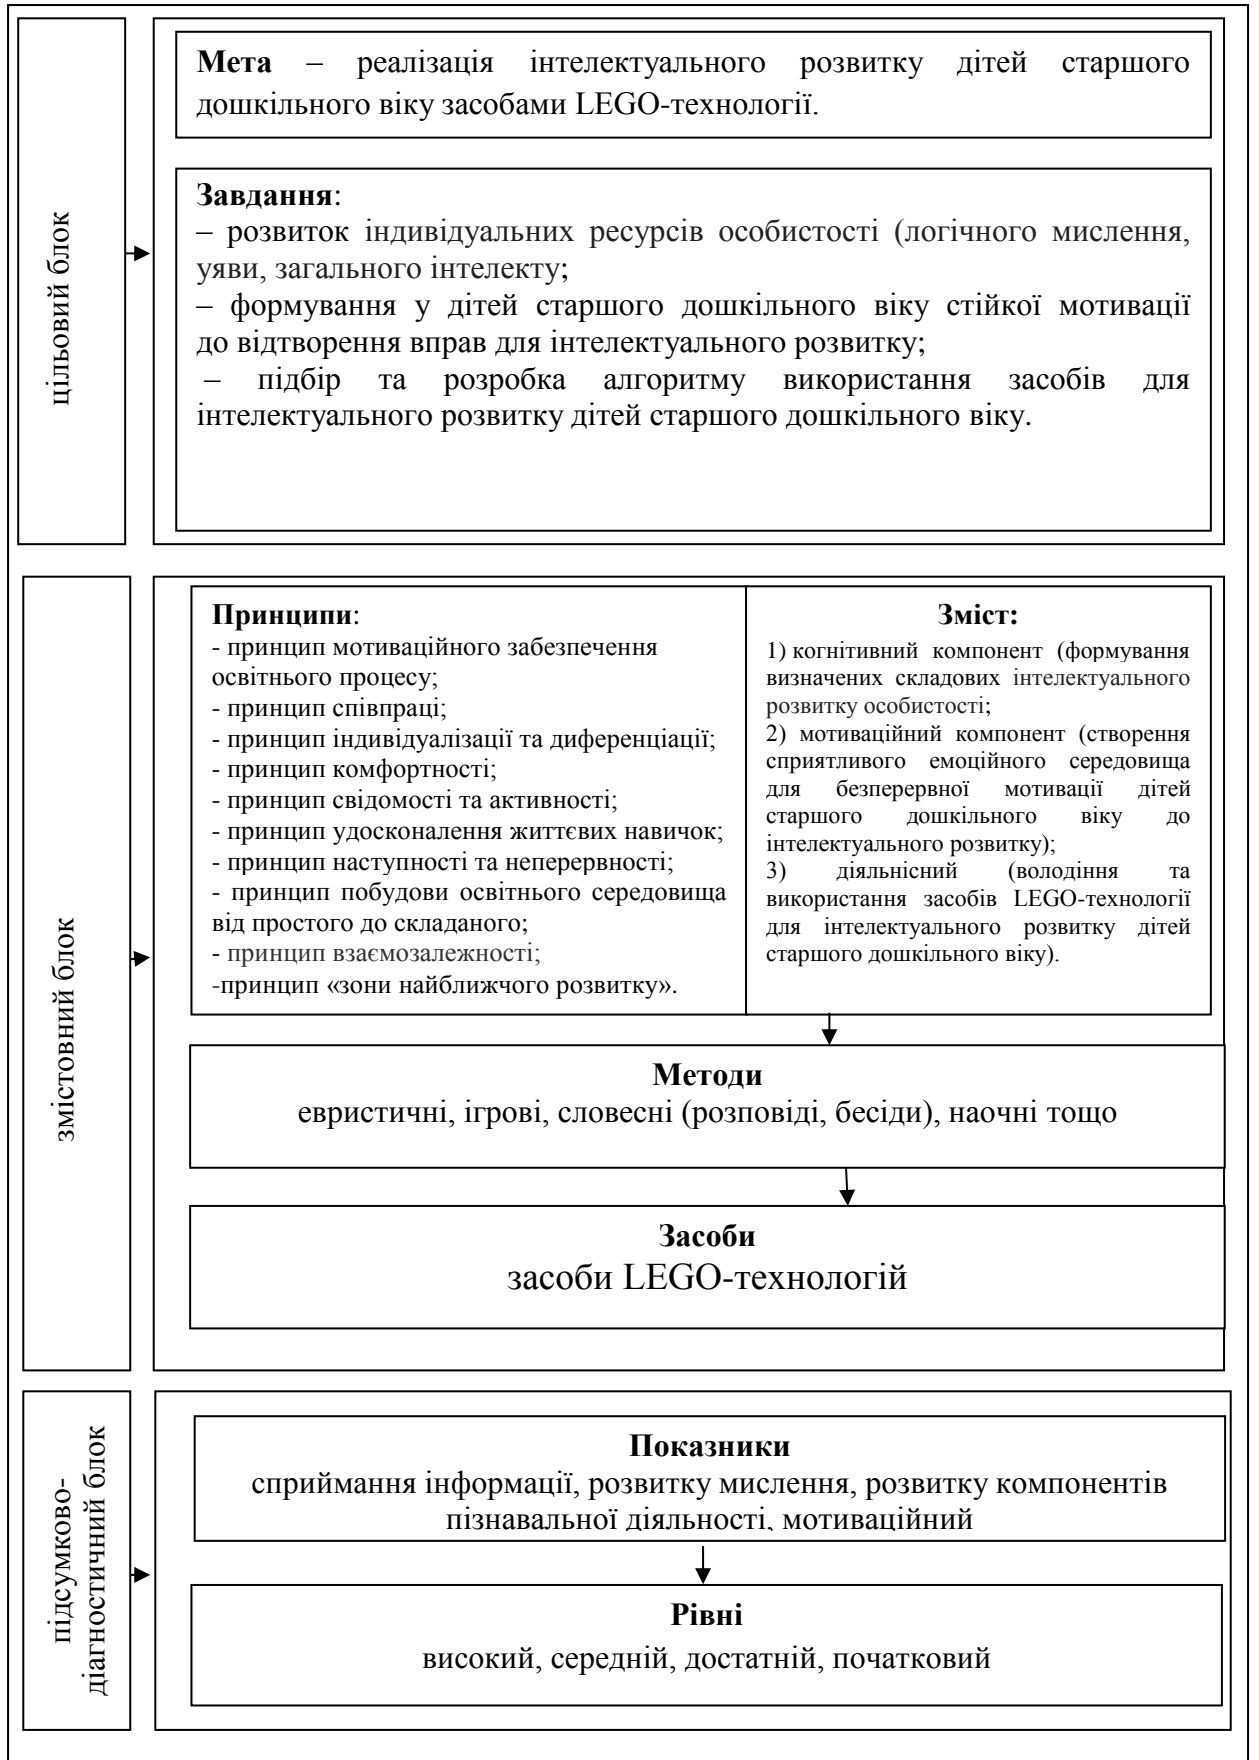 цільовий блок
Мета – реалізація інтелектуального розвитку дітей старшого
дошкільного віку засобами LEGO-технології.
Завдання:
– розвиток індивідуальних ресурсів особистості (логічного мислення,
уяви, загального інтелекту;
– формування у дітей старшого дошкільного віку стійкої мотивації
до відтворення вправ для інтелектуального розвитку;
– підбір та розробка алгоритму використання засобів для
інтелектуального розвитку дітей старшого дошкільного віку.
змістовний блок
Принципи:
- принцип мотиваційного забезпечення
освітнього процесу;
- принцип співпраці;
- принцип індивідуалізації та диференціації;
- принцип комфортності;
- принцип свідомості та активності;
- принцип удосконалення життєвих навичок;
- принцип наступності та неперервності;
- принцип побудови освітнього середовища
від простого до складаного;
- принцип взаємозалежності;
-принцип «зони найближчого розвитку».
Зміст:
1) когнітивний компонент (формування
визначених складових інтелектуального
розвитку особистості;
2) мотиваційний компонент (створення
сприятливого емоційного середовища
для безперервної мотивації дітей
старшого дошкільного віку до
інтелектуального розвитку);
3) діяльнісний (володіння та
використання засобів LEGO-технології
для інтелектуального розвитку дітей
старшого дошкільного віку).
Методи
евристичні, ігрові, словесні (розповіді, бесіди), наочні тощо
Засоби
засоби LEGO-технологій
підсумково-
діагностичний блок
Показники
сприймання інформації, розвитку мислення, розвитку компонентів
пізнавальної діяльності, мотиваційний
Рівні
високий, середній, достатній, початковий